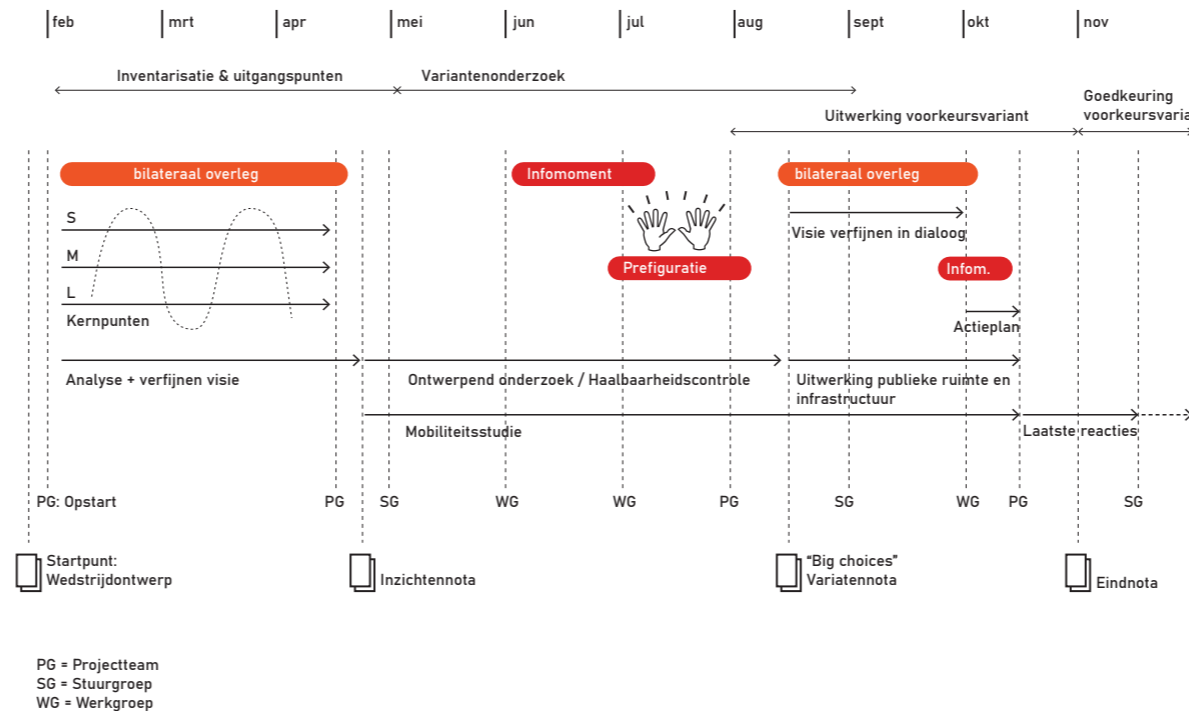 feb
mrt
apr
mei
jun
jul
aug
sept
okt
nov
Inventarisatie & uitgangspunten
Variantenonderzoek
Uitwerking voorkeursvariant
Goedkeuring
voorkeursvaria
bilateraal overleg
Infomoment
bilateraal overleg
S
M
L
Kernpunten
Prefiguratie
Visie verfijnen in dialoog
Infom.
Actieplan
Analyse + verfijnen visie
Ontwerpend onderzoek / Haalbaarheidscontrole
Uitwerking publieke ruimte en
infrastructuur
Mobiliteitsstudie
Laatste reacties
PG: Opstart
PG
SG
WG
WG
PG
SG
WG
PG
SG
Startpunt:
Wedstrijdontwerp
Inzichtennota
"Big choices"
Variatennota
Eindnota
PG = Projectteam
SG = Stuurgroep
WG = Werkgroep